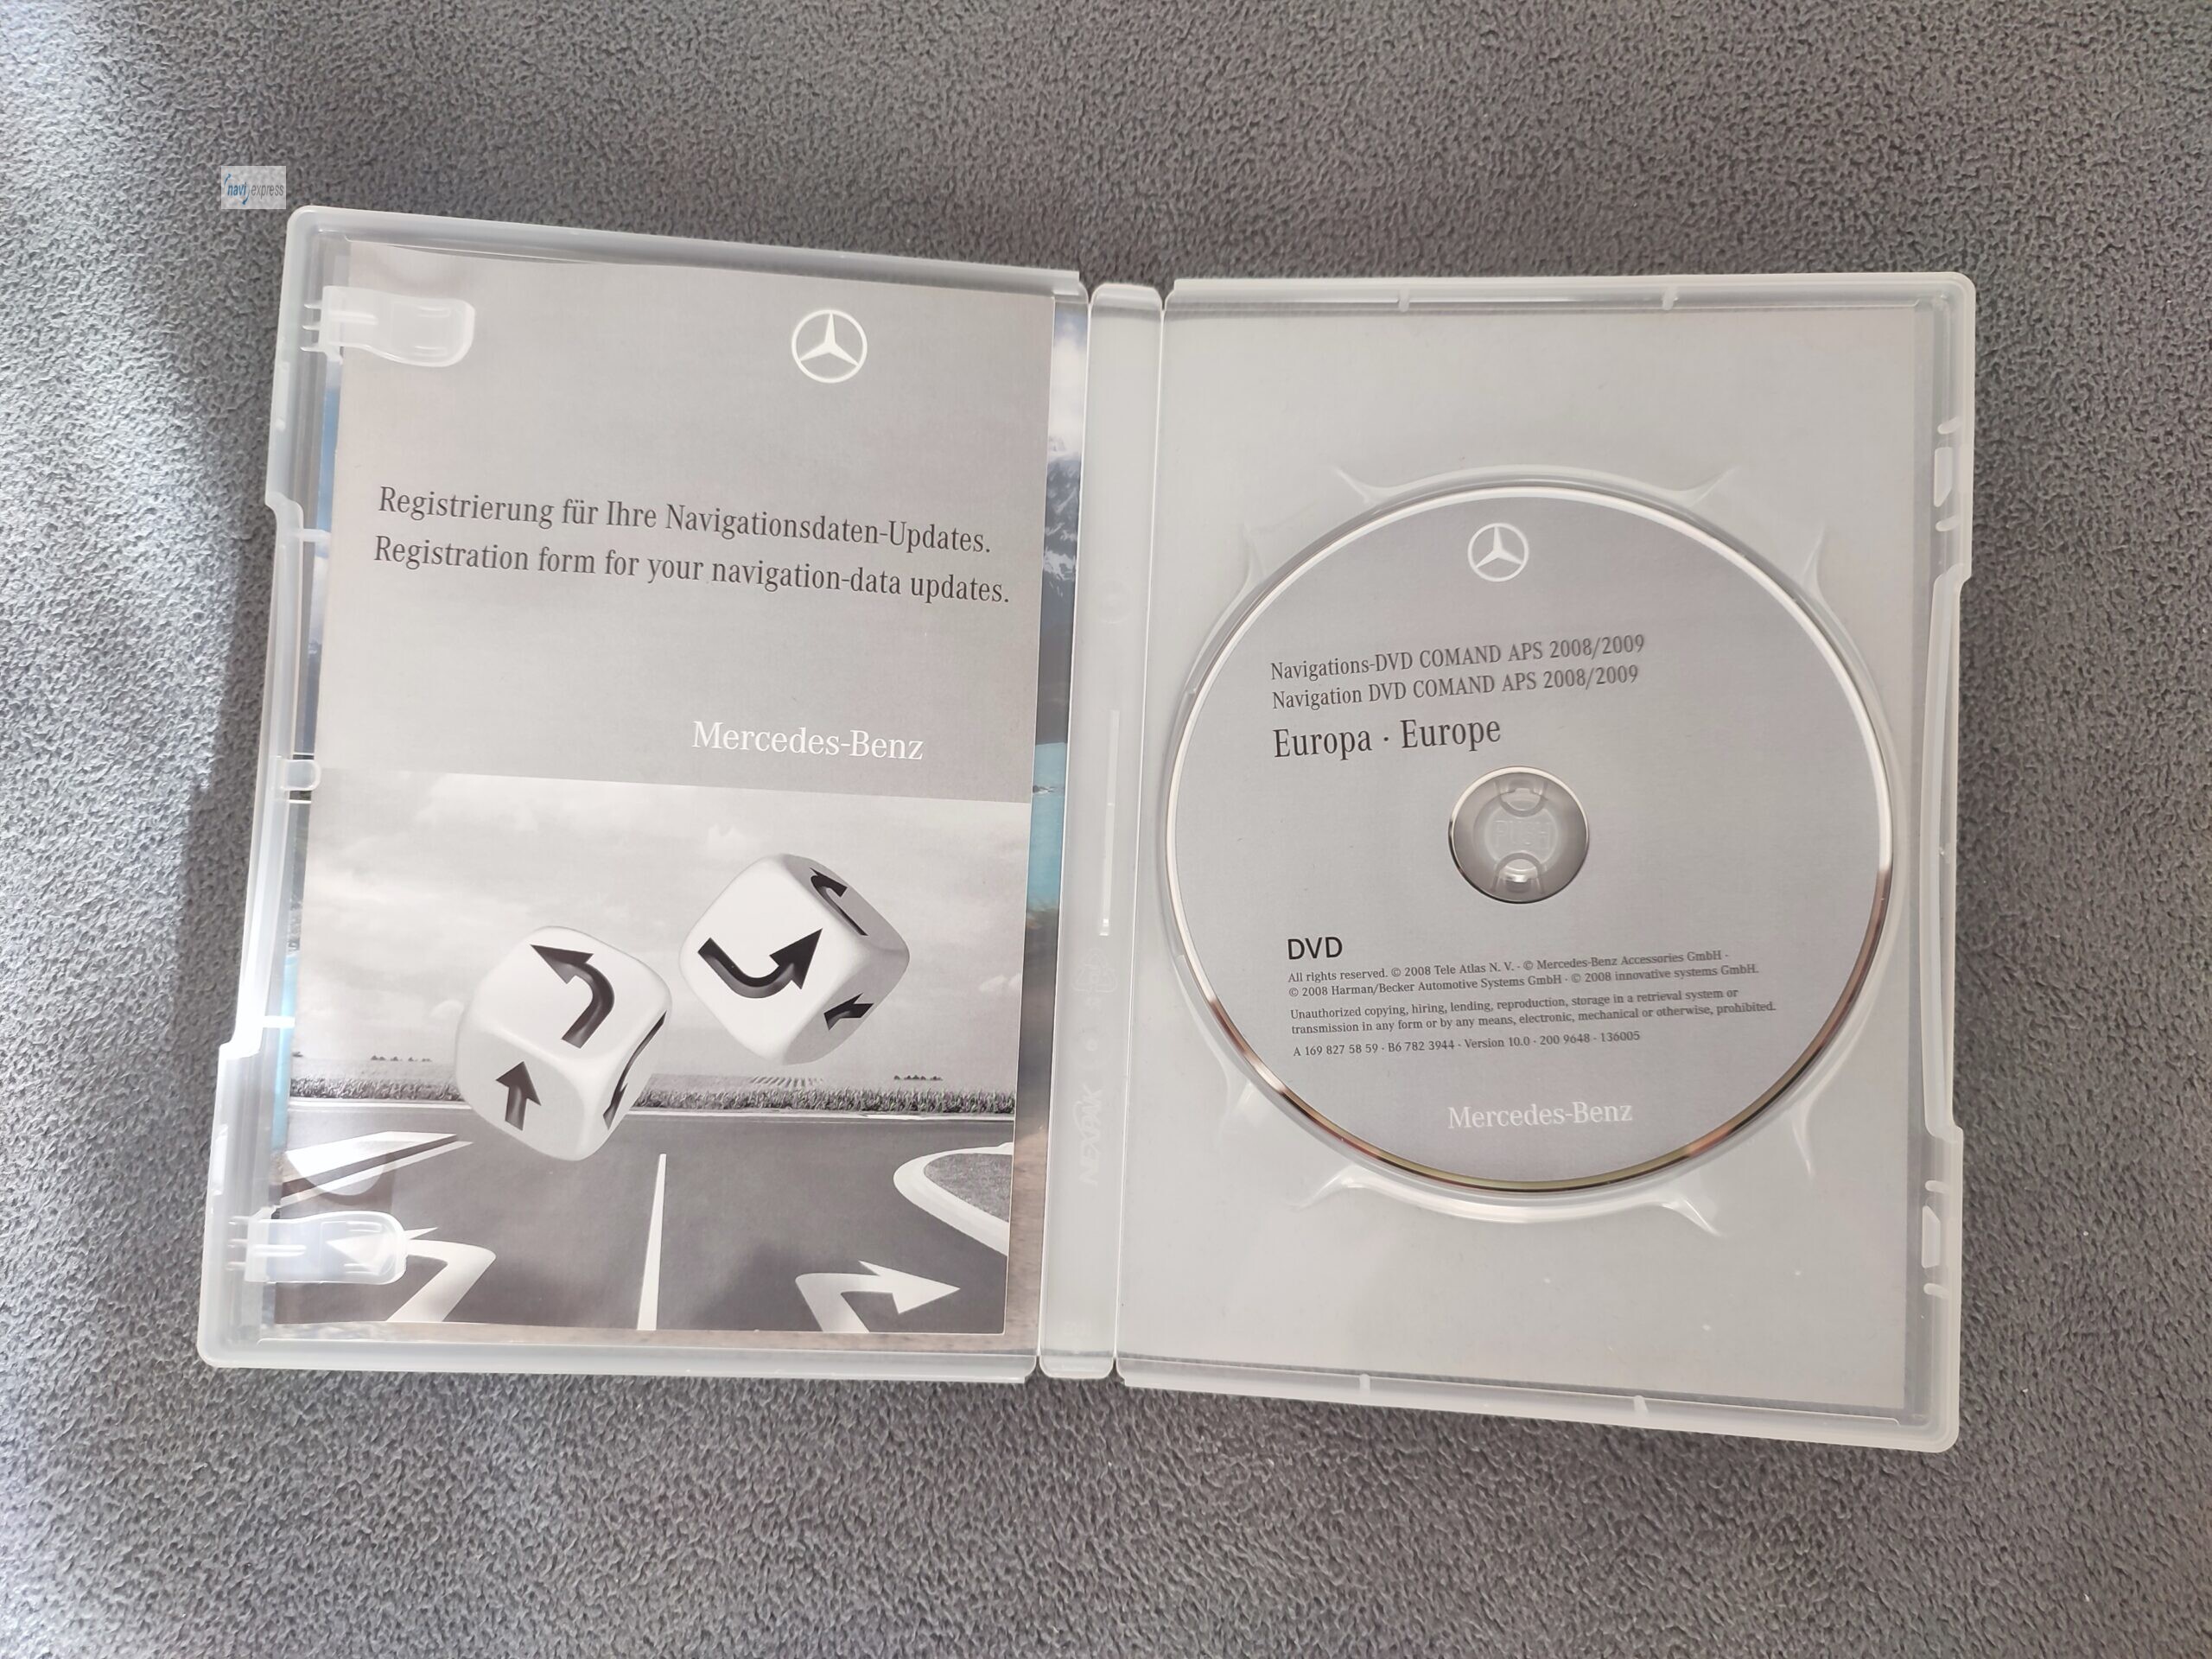 navi express
Registrierung für Ihre Navigationsdaten-Updates.
Registration form for your navigation-data updates.
Mercedes-Benz
Navigations-DVD COMAND APS 2008/2009
Navigation DVD COMAND APS 2008/2009
Europa · Europe
PUSH
DVD
All rights reserved. © 2008 Tele Atlas N. V. · © Mercedes-Benz Accessories GmbH ·
© 2008 Harman/Becker Automotive Systems GmbH · © 2008 innovative systems GmbH.
Unauthorized copying, hiring, lending, reproduction, storage in a retrieval system or
transmission in any form or by any means, electronic, mechanical or otherwise, prohibited.
A 169 827 58 59 · B6 782 3944 · Version 10.0 · 200 9648 · 136005
Mercedes-Benz